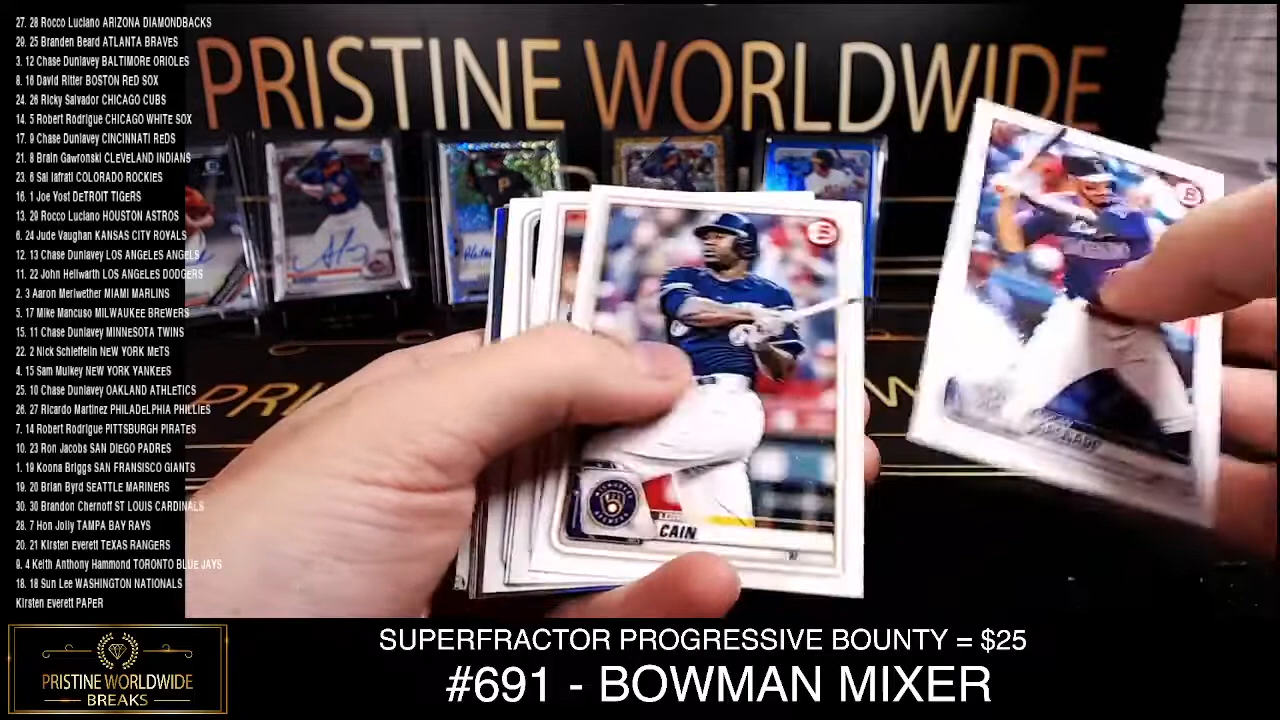 27. 28 Rocco Luciano ARIZONA DIAMONDBACKS
29. 25 Branden Beard ATLANTA BRAVES
3. 12 Chase Dunlavey BALTIMORE ORIOLES
8. 16 David Ritter BOSTON RED SOX
24. 26 Ricky Salvador CHICAGO CUBS
14. 5 Robert Rodrigue CHICAGO WHITE SOX
17. 9 Chase Dunlavey CINCINNATI REDS
21. 8 Brain Gawronski CLEVELAND INDIANS
23. 6 Sal Iafrati COLORADO ROCKIES
16. 1 Joe Yost DETROIT TIGERS
13. 29 Rocco Luciano HOUSTON ASTROS
6. 24 Jude Vaughan KANSAS CITY ROYALS
12. 13 Chase Dunlavey LOS ANGELES ANGELS
11. 22 John Hellwarth LOS ANGELES DODGERS
2. 3 Aaron Meriwether MIAMI MARLINS
5. 17 Mike Mancuso MILWAUKEE BREWERS
15. 11 Chase Dunlavey MINNESOTA TWINS
22. 2 Nick Schieffelin NEW YORK METS
4. 15 Sam Mulkey NEW YORK YANKEES
25. 10 Chase Dunlavey OAKLAND ATHLETICS
26. 27 Ricardo Martinez PHILADELPHIA PHILLIES
7. 14 Robert Rodrigue PITTSBURGH PIRATES
10. 23 Ron Jacobs SAN DIEGO PADRES
1. 19 Koona Briggs SAN FRANSISCO GIANTS
19. 20 Brian Byrd SEATTLE MARINERS
30. 30 Brandon Chernoff ST LOUIS CARDINALS
28. 7 Hon Jolly TAMPA BAY RAYS
20. 21 Kirsten Everett TEXAS RANGERS
9. 4 Keith Anthony Hammond TORONTO BLUE JAYS
18. 18 Sun Lee WASHINGTON NATIONALS
Kirsten Everett PAPER
PRISTINE WORLDWIDE
CAIN
PRISTINE WORLDWIDE
BREAKS
SUPERFRACTOR PROGRESSIVE BOUNTY = $25
#691 - BOWMAN MIXER